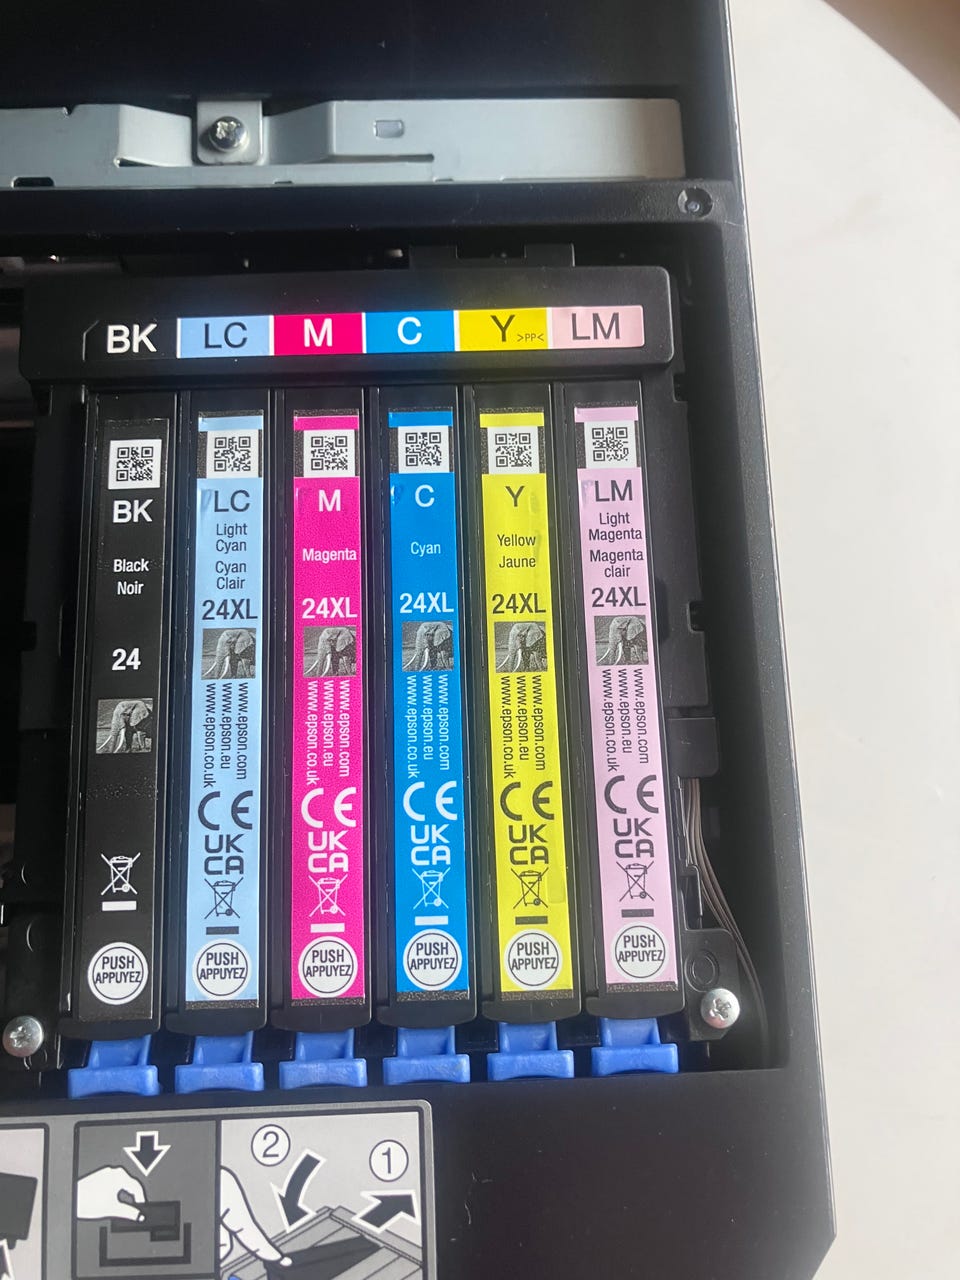 BK LC M C Y >PP< LM
BK
Black
Noir
24
PUSH
APPUYEZ
LC
Light
Cyan
Cyan
Clair
24XL
www.epson.com
www.epson.eu
www.epson.co.uk
CE
UK
CA
PUSH
APPUYEZ
M
Magenta
24XL
www.epson.com
www.epson.eu
www.epson.co.uk
CE
UK
CA
PUSH
APPUYEZ
C
Cyan
24XL
www.epson.com
www.epson.eu
www.epson.co.uk
CE
UK
CA
PUSH
APPUYEZ
Y
Yellow
Jaune
24XL
www.epson.com
www.epson.eu
www.epson.co.uk
CE
UK
CA
PUSH
APPUYEZ
LM
Light
Magenta
Magenta
clair
24XL
www.epson.com
www.epson.eu
www.epson.co.uk
CE
UK
CA
PUSH
APPUYEZ
2 1